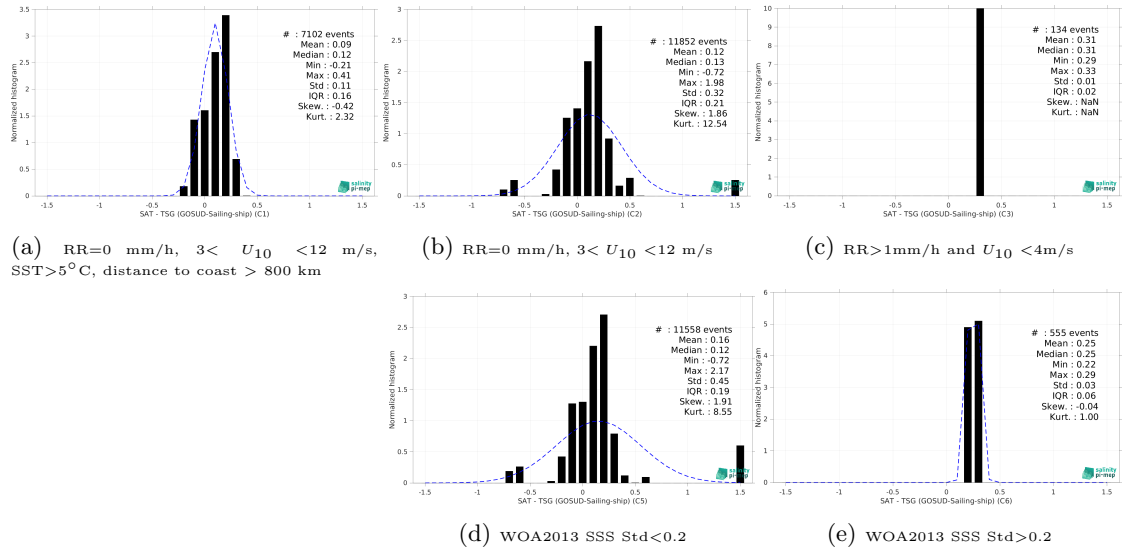 3.5
3
2.5
2
1.5
1
0.5
0
Normalized histogram
# : 7102 events
Mean : 0.09
Median : 0.12
Min : -0.21
Max : 0.41
Std : 0.11
IQR : 0.16
Skew. : -0.42
Kurt. : 2.32
salinity
pi-mep
-1.5 -1 -0.5 0 0.5 1 1.5
SAT - TSG (GOSUD-Sailing-ship) (C1)
(a) RR=0 mm/h, 3< U10 <12 m/s,
SST>5°C, distance to coast > 800 km
3
2.5
2
1.5
1
0.5
0
Normalized histogram
# : 11852 events
Mean : 0.12
Median : 0.13
Min : -0.72
Max : 1.98
Std : 0.32
IQR : 0.21
Skew. : 1.86
Kurt. : 12.54
salinity
pi-mep
-1.5 -1 -0.5 0 0.5 1 1.5
SAT - TSG (GOSUD-Sailing-ship) (C2)
(b) RR=0 mm/h, 3< U10 <12 m/s
10
9
8
7
6
5
4
3
2
1
0
Normalized histogram
# : 134 events
Mean : 0.31
Median : 0.31
Min : 0.29
Max : 0.33
Std : 0.01
IQR : 0.02
Skew. : NaN
Kurt. : NaN
salinity
pi-mep
-1.5 -1 -0.5 0 0.5 1 1.5
SAT - TSG (GOSUD-Sailing-ship) (C3)
(c) RR>1mm/h and U10 <4m/s
3
2.5
2
1.5
1
0.5
0
Normalized histogram
# : 11558 events
Mean : 0.16
Median : 0.12
Min : -0.72
Max : 2.17
Std : 0.45
IQR : 0.19
Skew. : 1.91
Kurt. : 8.55
salinity
pi-mep
-1.5 -1 -0.5 0 0.5 1 1.5
SAT - TSG (GOSUD-Sailing-ship) (C5)
(d) WOA2013 SSS Std<0.2
6
5
4
3
2
1
0
Normalized histogram
# : 555 events
Mean : 0.25
Median : 0.25
Min : 0.22
Max : 0.29
Std : 0.03
IQR : 0.06
Skew. : -0.04
Kurt. : 1.00
salinity
pi-mep
-1.5 -1 -0.5 0 0.5 1 1.5
SAT - TSG (GOSUD-Sailing-ship) (C6)
(e) WOA2013 SSS Std>0.2